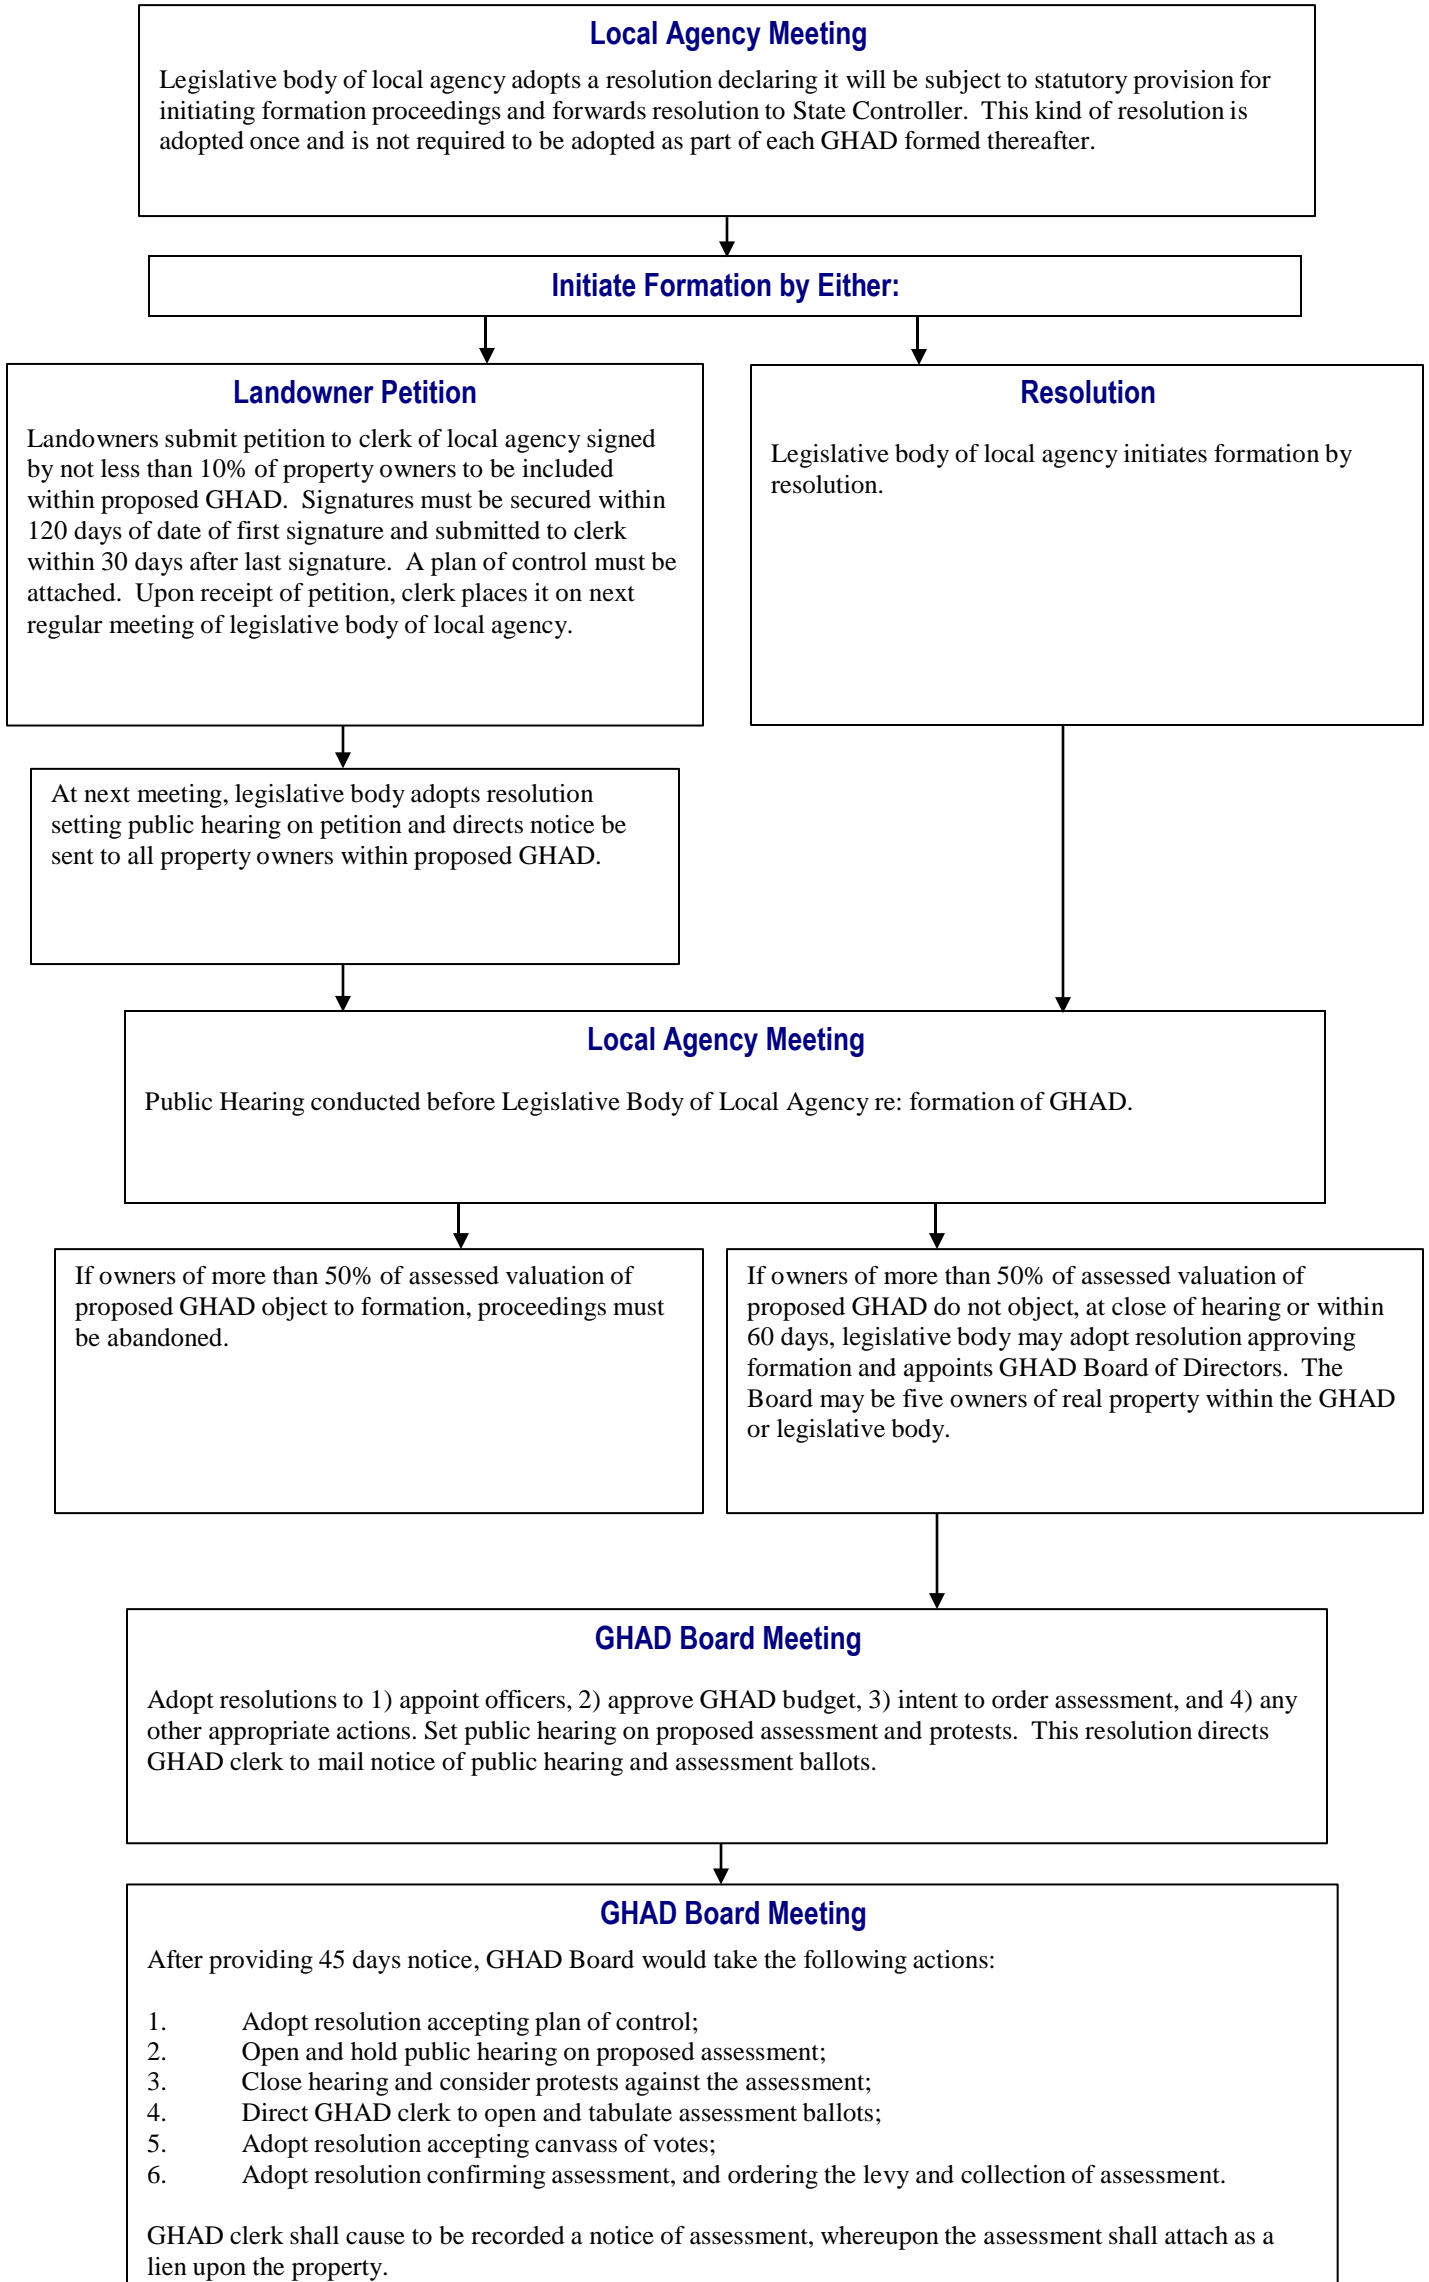 Local Agency Meeting
Legislative body of local agency adopts a resolution declaring it will be subject to statutory provision for
initiating formation proceedings and forwards resolution to State Controller.  This kind of resolution is
adopted once and is not required to be adopted as part of each GHAD formed thereafter.
Initiate Formation by Either:
Landowner Petition
Landowners submit petition to clerk of local agency signed
by not less than 10% of property owners to be included
within proposed GHAD.  Signatures must be secured within
120 days of date of first signature and submitted to clerk
within 30 days after last signature.  A plan of control must be
attached.  Upon receipt of petition, clerk places it on next
regular meeting of legislative body of local agency.
Resolution
Legislative body of local agency initiates formation by
resolution.
At next meeting, legislative body adopts resolution
setting public hearing on petition and directs notice be
sent to all property owners within proposed GHAD.
Local Agency Meeting
Public Hearing conducted before Legislative Body of Local Agency re: formation of GHAD.
If owners of more than 50% of assessed valuation of
proposed GHAD object to formation, proceedings must
be abandoned.
If owners of more than 50% of assessed valuation of
proposed GHAD do not object, at close of hearing or within
60 days, legislative body may adopt resolution approving
formation and appoints GHAD Board of Directors.  The
Board may be five owners of real property within the GHAD
or legislative body.
GHAD Board Meeting
Adopt resolutions to 1) appoint officers, 2) approve GHAD budget, 3) intent to order assessment, and 4) any
other appropriate actions. Set public hearing on proposed assessment and protests.  This resolution directs
GHAD clerk to mail notice of public hearing and assessment ballots.
GHAD Board Meeting
After providing 45 days notice, GHAD Board would take the following actions:
1. Adopt resolution accepting plan of control;
2. Open and hold public hearing on proposed assessment;
3. Close hearing and consider protests against the assessment;
4. Direct GHAD clerk to open and tabulate assessment ballots;
5. Adopt resolution accepting canvass of votes;
6. Adopt resolution confirming assessment, and ordering the levy and collection of assessment.
GHAD clerk shall cause to be recorded a notice of assessment, whereupon the assessment shall attach as a
lien upon the property.